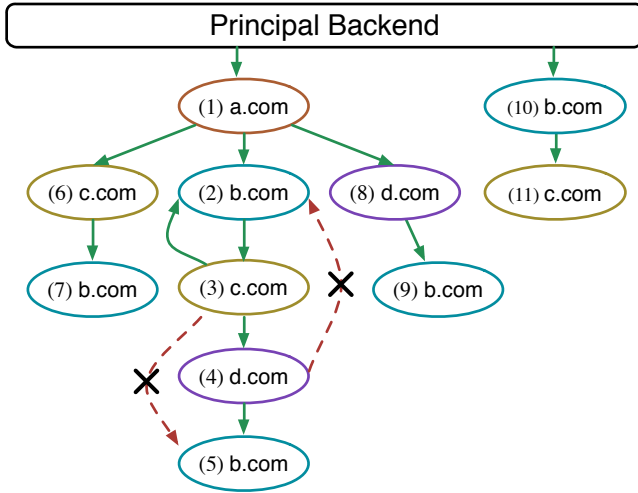 Principal Backend
(1) a.com
(10) b.com
(6) c.com
(2) b.com
(8) d.com
(11) c.com
(7) b.com
(3) c.com
(9) b.com
(4) d.com
(5) b.com